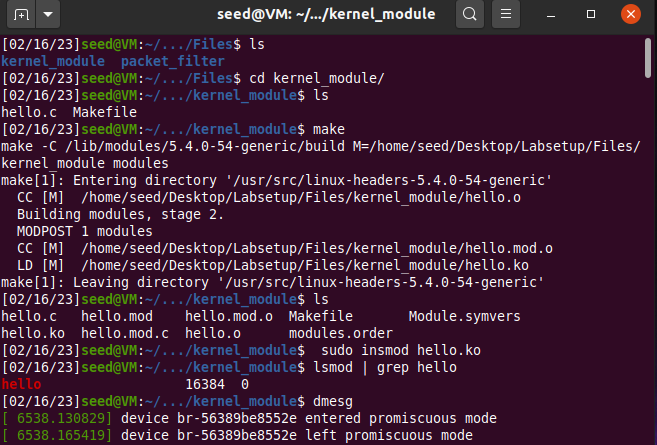 seed@VM: ~/.../kernel_module
[02/16/23]seed@VM:~/.../Files$ ls
kernel_module  packet_filter
[02/16/23]seed@VM:~/.../Files$ cd kernel_module/
[02/16/23]seed@VM:~/.../kernel_module$ ls
hello.c  Makefile
[02/16/23]seed@VM:~/.../kernel_module$ make
make -C /lib/modules/5.4.0-54-generic/build M=/home/seed/Desktop/Labsetup/Files/
kernel_module modules
make[1]: Entering directory '/usr/src/linux-headers-5.4.0-54-generic'
  CC [M]  /home/seed/Desktop/Labsetup/Files/kernel_module/hello.o
  Building modules, stage 2.
  MODPOST 1 modules
  CC [M]  /home/seed/Desktop/Labsetup/Files/kernel_module/hello.mod.o
  LD [M]  /home/seed/Desktop/Labsetup/Files/kernel_module/hello.ko
make[1]: Leaving directory '/usr/src/linux-headers-5.4.0-54-generic'
[02/16/23]seed@VM:~/.../kernel_module$ ls
hello.c   hello.mod    hello.mod.o  Makefile       Module.symvers
hello.ko  hello.mod.c  hello.o      modules.order
[02/16/23]seed@VM:~/.../kernel_module$  sudo insmod hello.ko
[02/16/23]seed@VM:~/.../kernel_module$ lsmod | grep hello
hello                  16384  0
[02/16/23]seed@VM:~/.../kernel_module$ dmesg
[ 6538.130829] device br-56389be8552e entered promiscuous mode
[ 6538.165419] device br-56389be8552e left promiscuous mode